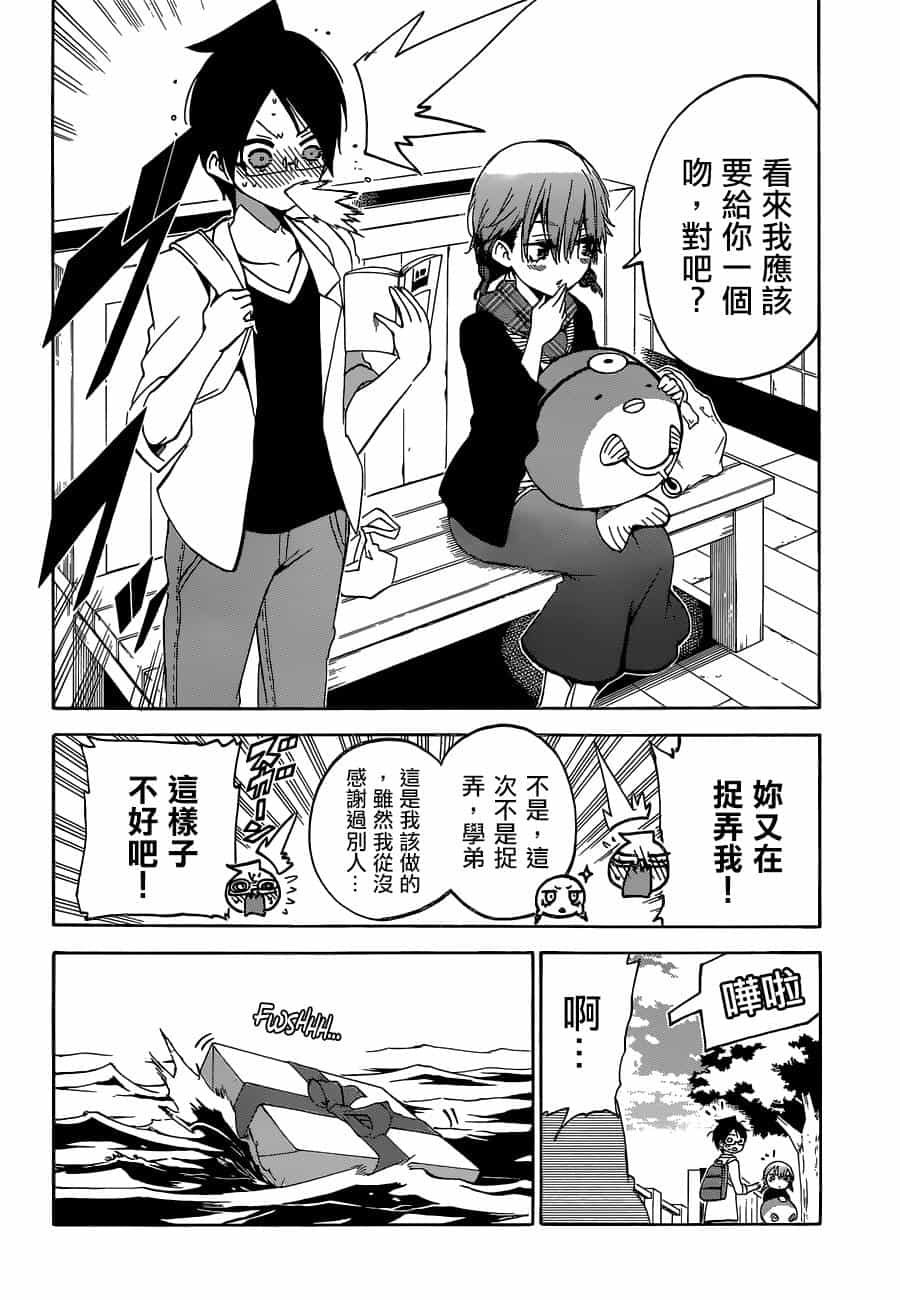 看來我應該
要給你一個
吻，對吧？
妳又在
捉弄我！
不是，這
次不是捉
弄，學弟
這是我該做的
，雖然我從沒
感謝過別人…
這樣子
不好吧！
嘩啦
啊…
FWSHHH...